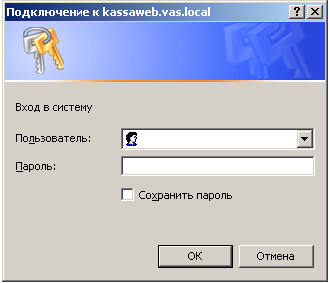 Подключение к kassaweb.vas.local
Вход в систему
Пользователь:
Пароль:
Сохранить пароль
OK
Отмена